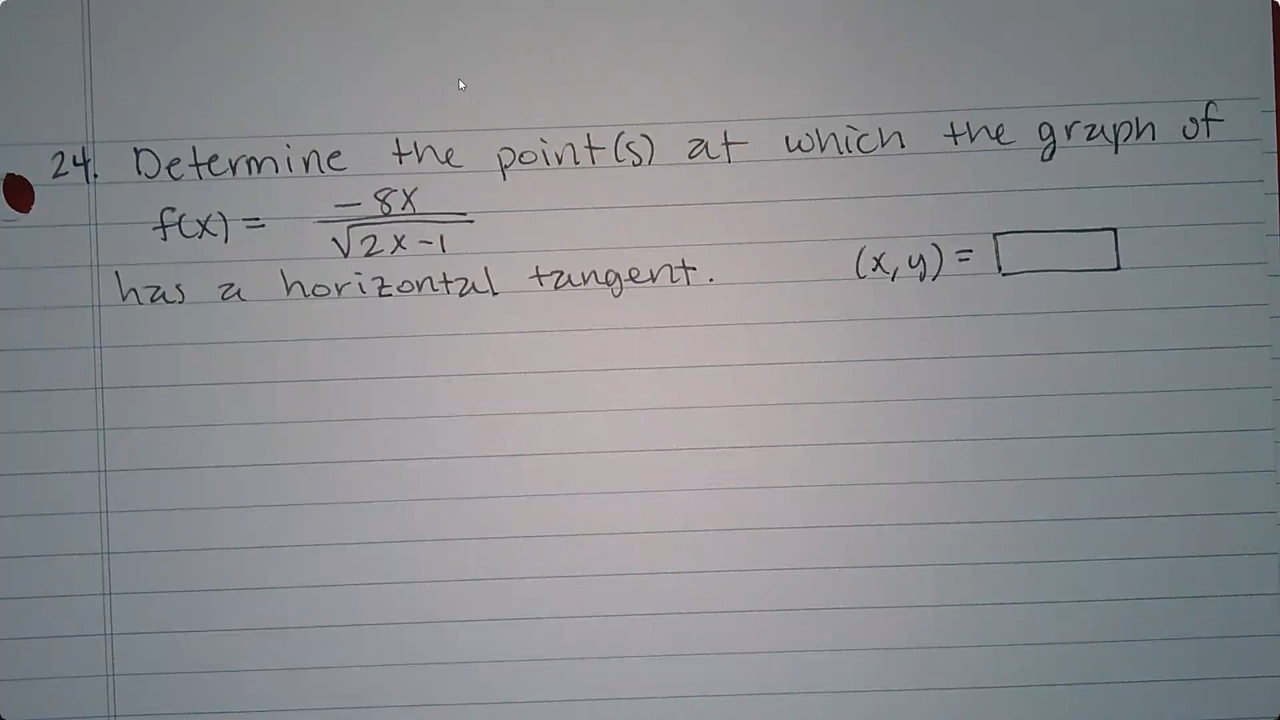 24. Determine the point(s) at which the graph of
f(x) = -8x / √(2x-1)
has a horizontal tangent. (x,y) =